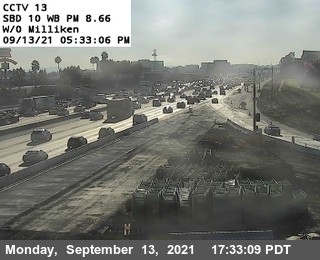 CCTV 13
SBD 10 WB PM 8.66
W/O Milliken
09/13/21 05:33:06 PM
Monday, September 13, 2021 17:33:09 PDT